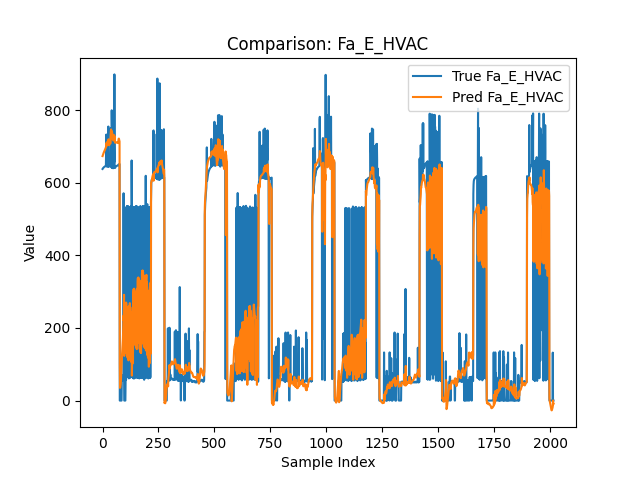 Comparison: Fa_E_HVAC
True Fa_E_HVAC
Pred Fa_E_HVAC
Value
800
600
400
200
0
0
250
500
750
1000
1250
1500
1750
2000
Sample Index